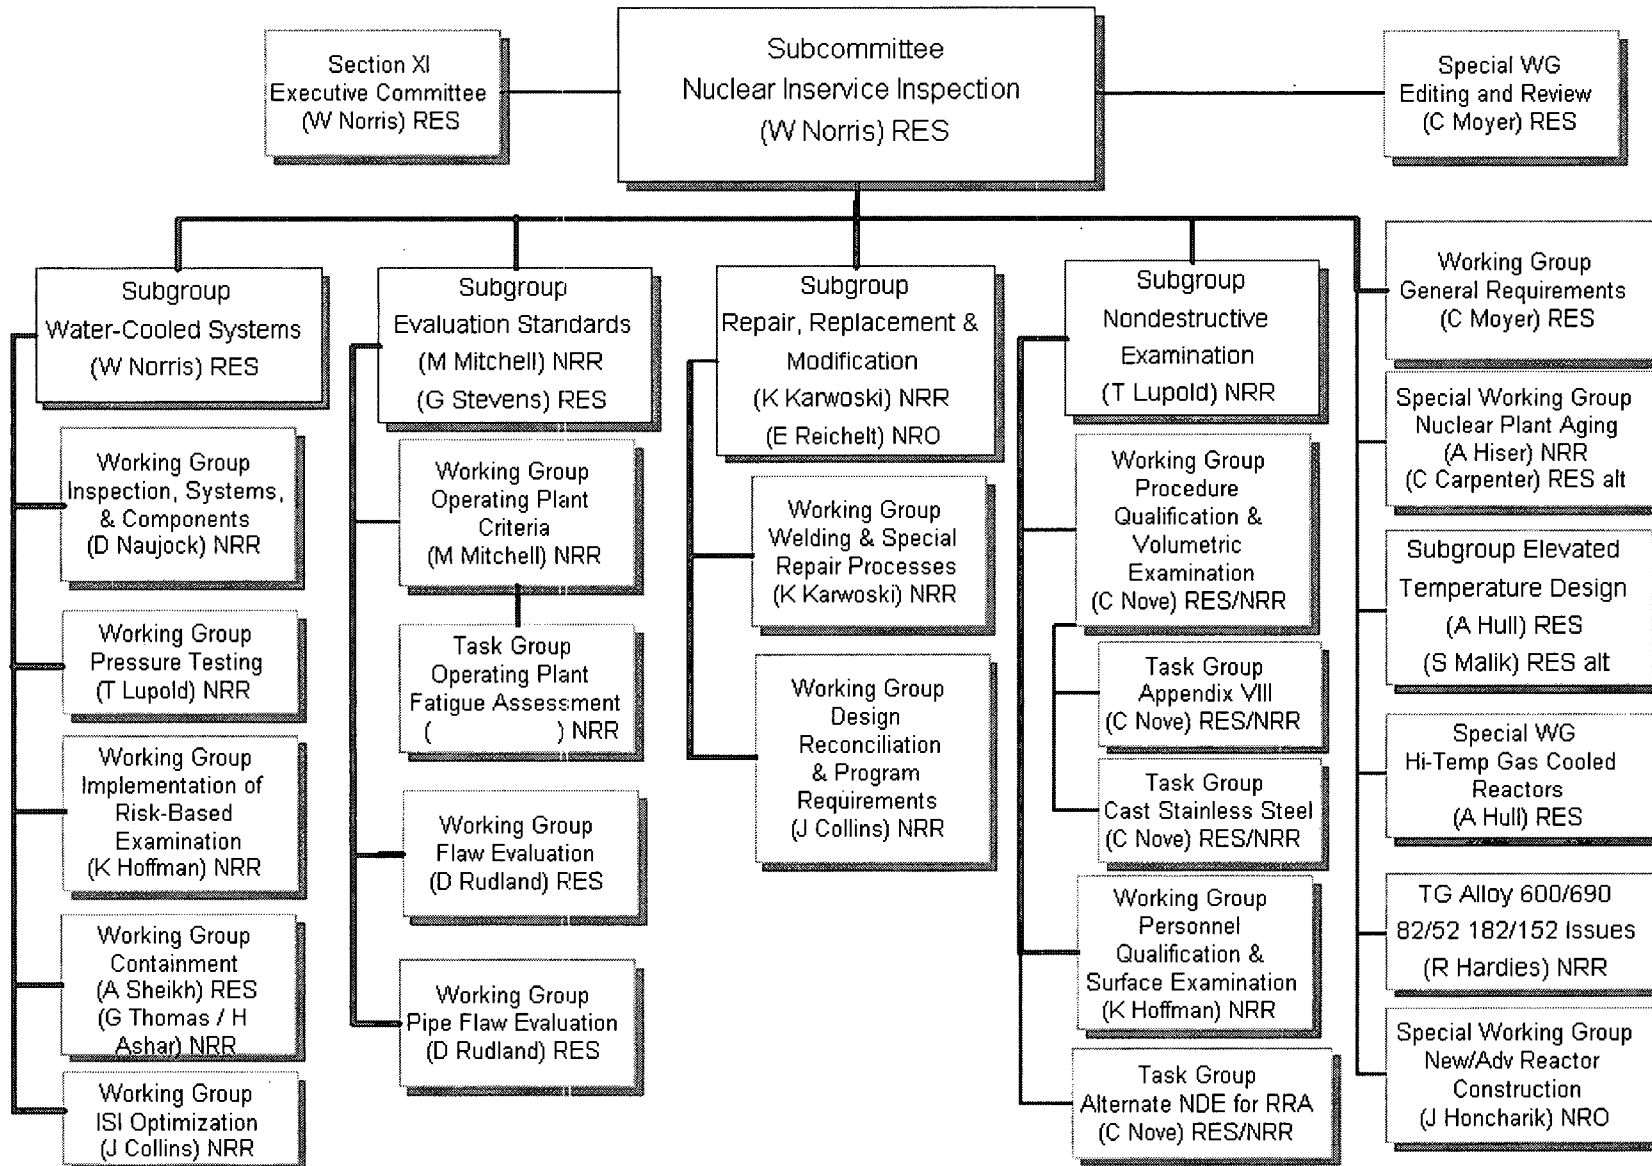 Section XI
Executive Committee
(W Norris) RES
Subcommittee
Nuclear Inservice Inspection
(W Norris) RES
Special WG
Editing and Review
(C Moyer) RES
Subgroup
Water-Cooled Systems
(W Norris) RES
Working Group
Inspection, Systems,
& Components
(D Naujock) NRR
Working Group
Pressure Testing
(T Lupold) NRR
Working Group
Implementation of
Risk-Based
Examination
(K Hoffman) NRR
Working Group
Containment
(A Sheikh) RES
(G Thomas / H
Ashar) NRR
Working Group
ISI Optimization
(J Collins) NRR
Subgroup
Evaluation Standards
(M Mitchell) NRR
(G Stevens) RES
Working Group
Operating Plant
Criteria
(M Mitchell) NRR
Task Group
Operating Plant
Fatigue Assessment
( ) NRR
Working Group
Flaw Evaluation
(D Rudland) RES
Working Group
Pipe Flaw Evaluation
(D Rudland) RES
Subgroup
Repair, Replacement &
Modification
(K Karwoski) NRR
(E Reichelt) NRO
Working Group
Welding & Special
Repair Processes
(K Karwoski) NRR
Working Group
Design
Reconciliation
& Program
Requirements
(J Collins) NRR
Subgroup
Nondestructive
Examination
(T Lupold) NRR
Working Group
Procedure
Qualification &
Volumetric
Examination
(C Nove) RES/NRR
Task Group
Appendix VIII
(C Nove) RES/NRR
Task Group
Cast Stainless Steel
(C Nove) RES/NRR
Working Group
Personnel
Qualification &
Surface Examination
(K Hoffman) NRR
Task Group
Alternate NDE for RRA
(C Nove) RES/NRR
Working Group
General Requirements
(C Moyer) RES
Special Working Group
Nuclear Plant Aging
(A Hiser) NRR
(C Carpenter) RES alt
Subgroup Elevated
Temperature Design
(A Hull) RES
(S Malik) RES alt
Special WG
Hi-Temp Gas Cooled
Reactors
(A Hull) RES
TG Alloy 600/690
82/52 182/152 Issues
(R Hardies) NRR
Special Working Group
New/Adv Reactor
Construction
(J Honcharik) NRO